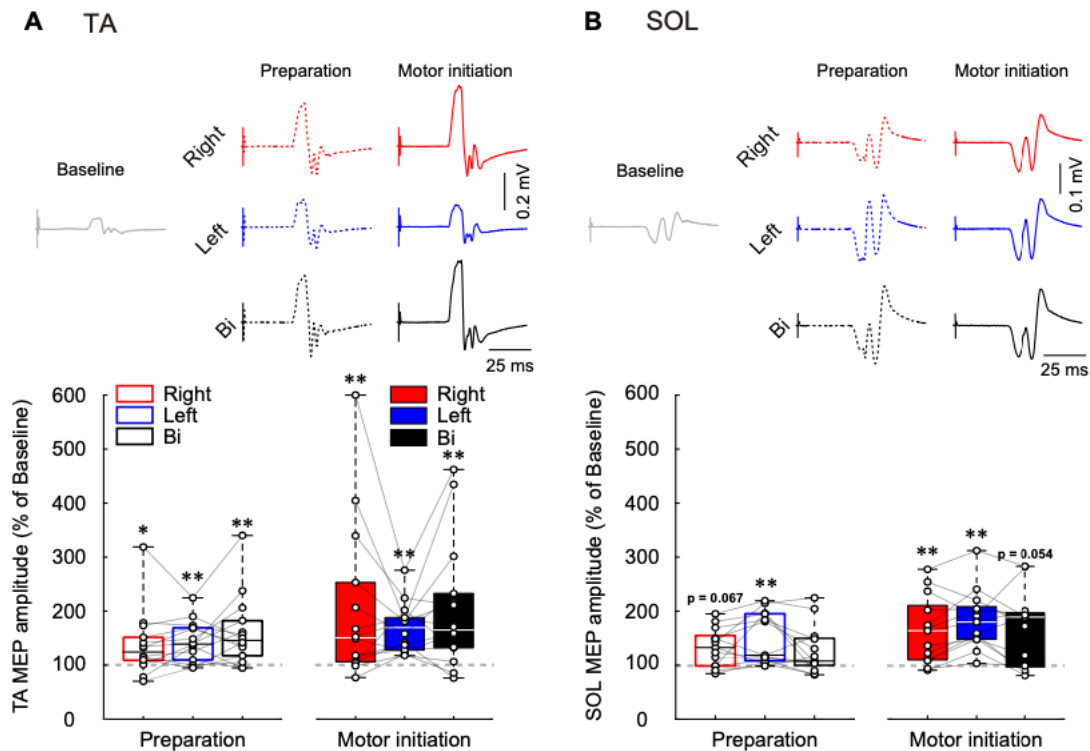 A TA
Preparation Motor initiation
Right
Baseline
0.2 mV
Left
Bi
25 ms
TA MEP amplitude (% of Baseline)
600
500
400
300
200
100
0
Right
Left
Bi
Right
Left
Bi
*
**
**
**
**
**
Preparation Motor initiation
B SOL
Preparation Motor initiation
Right
Baseline
0.1 mV
Left
Bi
25 ms
SOL MEP amplitude (% of Baseline)
600
500
400
300
200
100
0
p = 0.067
**
**
**
p = 0.054
Preparation Motor initiation